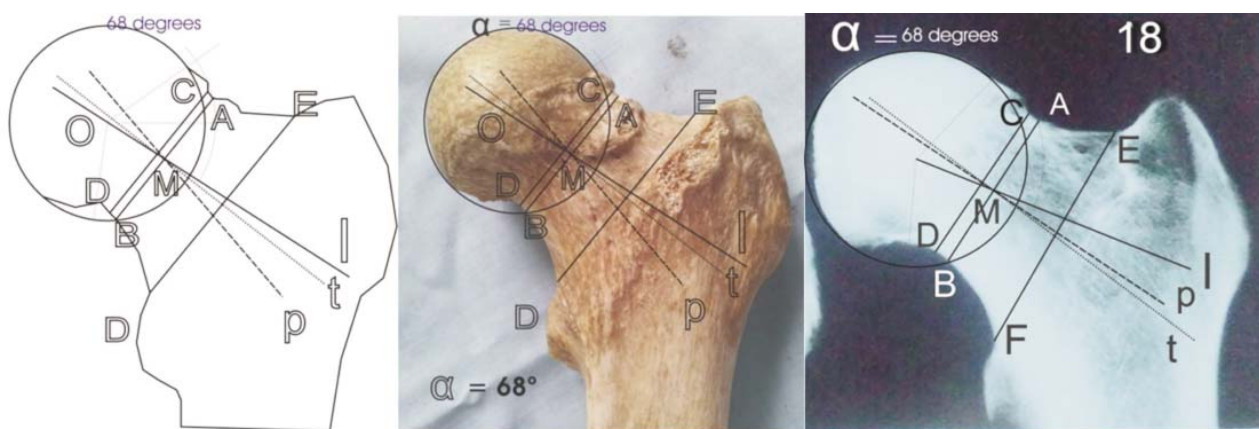 68 degrees
C
E
A
O
D
M
B
l
t
D
p
α = 68 degrees
C
E
A
O
D
M
B
l
t
p
D
α = 68°
α = 68 degrees
18
C
A
E
M
D
B
l
p
F
t